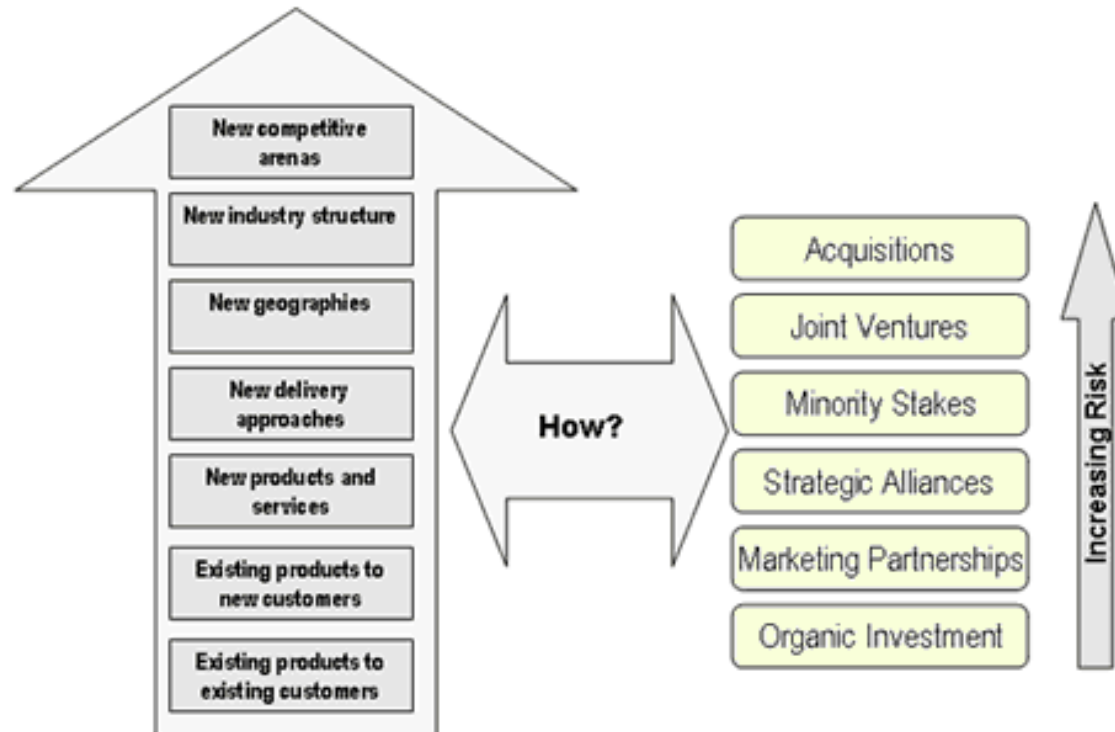 New competitive
arenas
New industry structure
New geographies
New delivery
approaches
New products and
services
Existing products to
new customers
Existing products to
existing customers
How?
Acquisitions
Joint Ventures
Minority Stakes
Strategic Alliances
Marketing Partnerships
Organic Investment
Increasing Risk